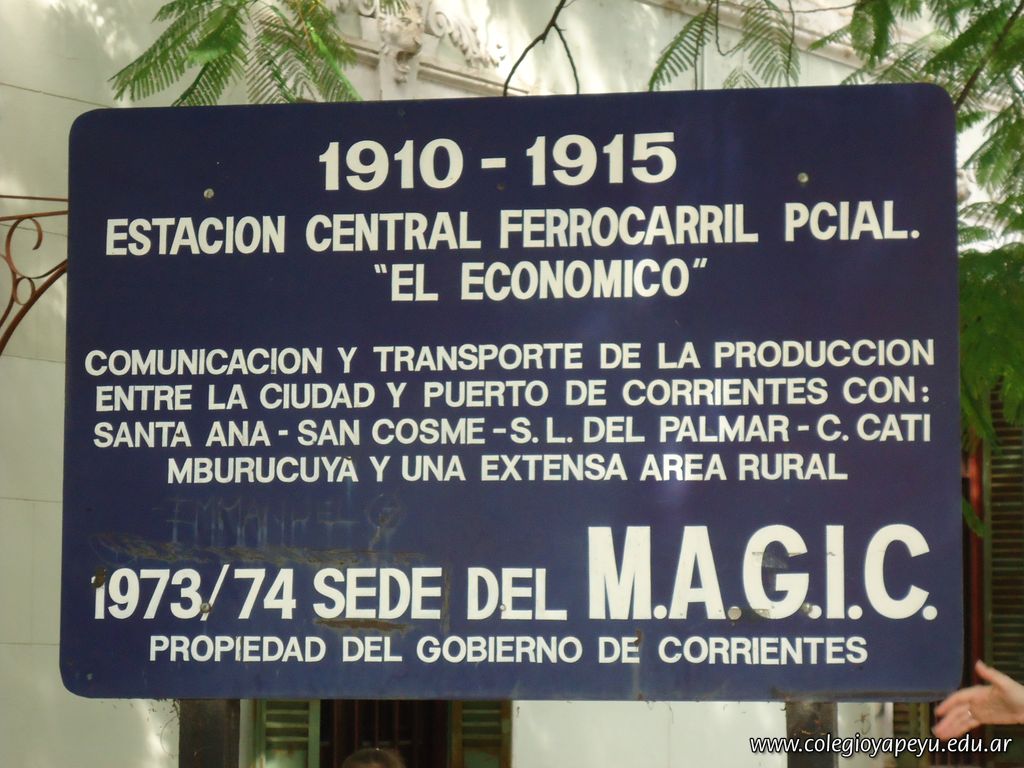 1910 - 1915
ESTACION CENTRAL FERROCARRIL PCIAL.
"EL ECONOMICO"
COMUNICACION Y TRANSPORTE DE LA PRODUCCION
ENTRE LA CIUDAD Y PUERTO DE CORRIENTES CON:
SANTA ANA - SAN COSME - S. L. DEL PALMAR - C. CATI
MBURUCUYA Y UNA EXTENSA AREA RURAL
1973/74 SEDE DEL M.A.G.I.C.
PROPIEDAD DEL GOBIERNO DE CORRIENTES
www.colegioyapeyu.edu.ar